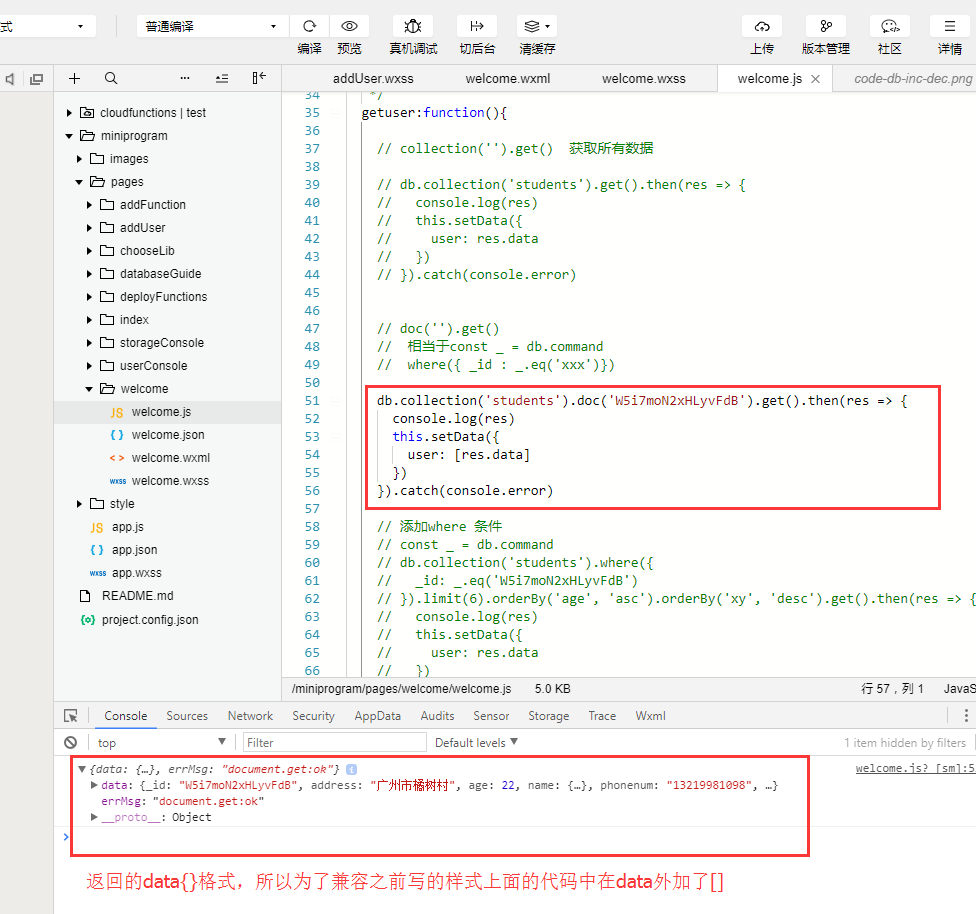 式
普通编译
编译
预览
真机调试
切后台
清缓存
上传
版本管理
社区
详情
addUser.wxss
welcome.wxml
welcome.wxss
welcome.js
code-db-inc-dec.png
cloudfunctions | test
miniprogram
images
pages
addFunction
addUser
chooseLib
databaseGuide
deployFunctions
index
storageConsole
userConsole
welcome
JS welcome.js
{ } welcome.json
< > welcome.wxml
wxss welcome.wxss
style
JS app.js
{ } app.json
wxss app.wxss
README.md
{o} project.config.json
34 */
35 getuser:function(){
36
37 // collection('').get() 获取所有数据
38
39 // db.collection('students').get().then(res => {
40 // console.log(res)
41 // this.setData({
42 // user: res.data
43 // })
44 // }).catch(console.error)
45
46
47 // doc('').get()
48 // 相当于const _ = db.command
49 // where({ _id : _.eq('xxx')})
50
51 db.collection('students').doc('W5i7moN2xHLyvFdB').get().then(res => {
52 console.log(res)
53 this.setData({
54 user: [res.data]
55 })
56 }).catch(console.error)
57
58 // 添加where 条件
59 // const _ = db.command
60 // db.collection('students').where({
61 // _id: _.eq('W5i7moN2xHLyvFdB')
62 // }).limit(6).orderBy('age', 'asc').orderBy('xy', 'desc').get().then(res => {
63 // console.log(res)
64 // this.setData({
65 // user: res.data
66 // })
/miniprogram/pages/welcome/welcome.js 5.0 KB 行 57，列 1 JavaS
Console Sources Network Security AppData Audits Sensor Storage Trace Wxml
top Filter Default levels 1 item hidden by filters
{data: {…}, errMsg: "document.get:ok"} welcome.js? [sm]:5
data: {_id: "W5i7moN2xHLyvFdB", address: "广州市橘树村", age: 22, name: {…}, phonenum: "13219981098", …}
errMsg: "document.get:ok"
__proto__: Object
返回的data{}格式，所以为了兼容之前写的样式上面的代码中在data外加了[]